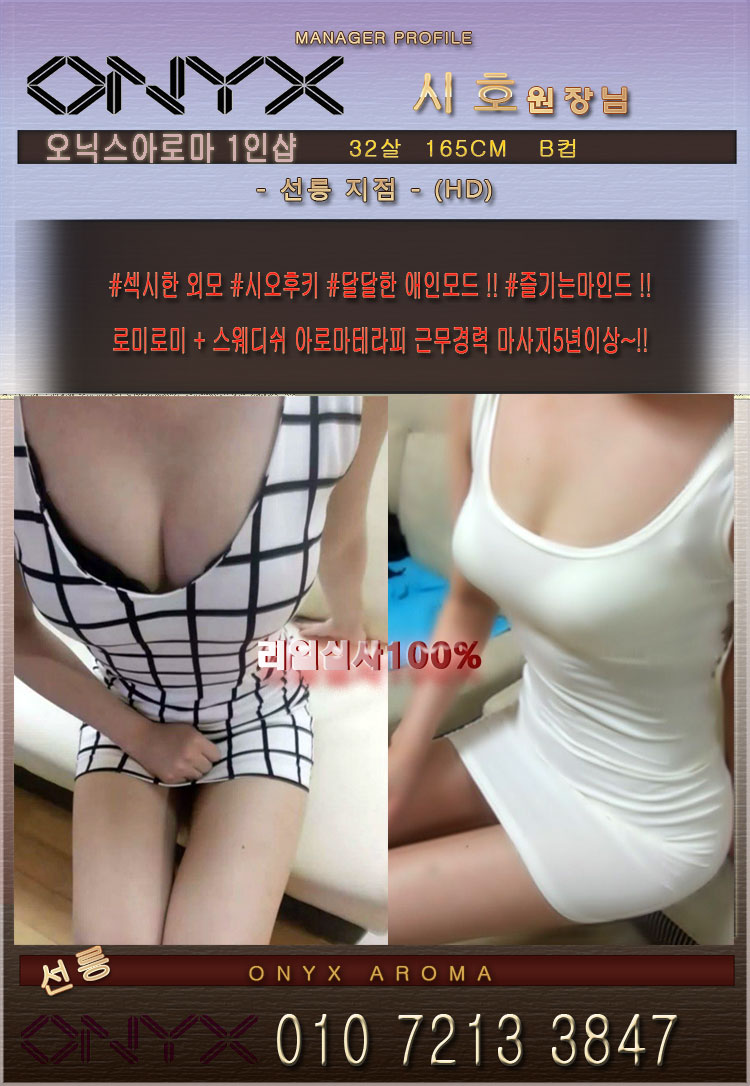 MANAGER PROFILE
ONYX 시호원장님
오닉스아로마 1인샵 32살 165CM B컵
- 선릉 지점 - (HD)
#섹시한 외모 #시오후키 #달달한 애인모드 !! #즐기는마인드 !!
로미로미 + 스웨디쉬 아로마테라피 근무경력 마사지5년이상~!!
리얼실사100%
선릉
ONYX AROMA
ONYX 010 7213 3847